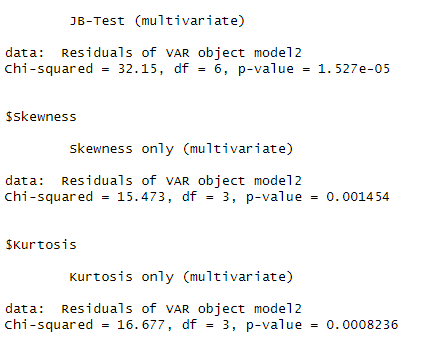 JB-Test (multivariate)
data:  Residuals of VAR object model2
Chi-squared = 32.15, df = 6, p-value = 1.527e-05
$Skewness
Skewness only (multivariate)
data:  Residuals of VAR object model2
Chi-squared = 15.473, df = 3, p-value = 0.001454
$Kurtosis
Kurtosis only (multivariate)
data:  Residuals of VAR object model2
Chi-squared = 16.677, df = 3, p-value = 0.0008236